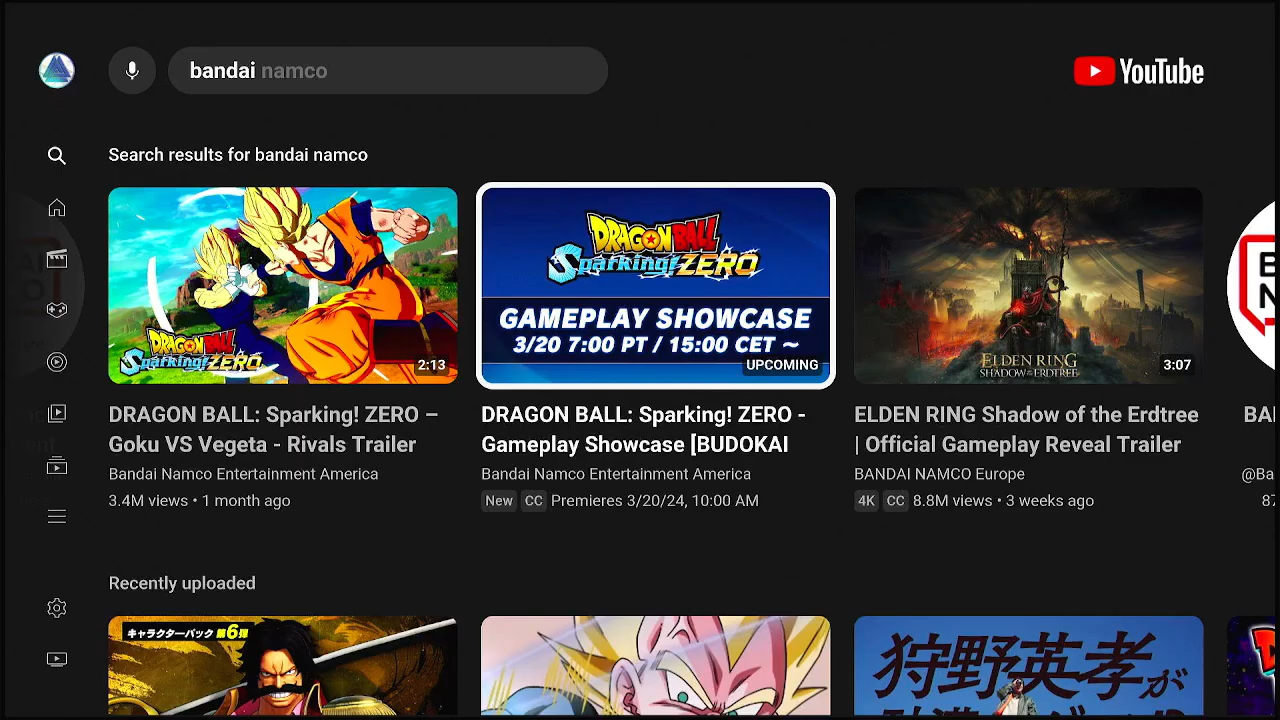 bandai namco
YouTube
Search results for bandai namco
DRAGON BALL
Sparking! ZERO
2:13
DRAGON BALL
Sparking! ZERO
GAMEPLAY SHOWCASE
3/20 7:00 PT / 15:00 CET ~
UPCOMING
ELDEN RING
SHADOW OF THE ERDTREE
3:07
DRAGON BALL: Sparking! ZERO –
Goku VS Vegeta - Rivals Trailer
Bandai Namco Entertainment America
3.4M views • 1 month ago
DRAGON BALL: Sparking! ZERO -
Gameplay Showcase [BUDOKAI
Bandai Namco Entertainment America
New CC Premieres 3/20/24, 10:00 AM
ELDEN RING Shadow of the Erdtree
| Official Gameplay Reveal Trailer
BANDAI NAMCO Europe
4K CC 8.8M views • 3 weeks ago
BA
@Ba
87
Recently uploaded
キャラクターパック 第6弾
狩野英孝が